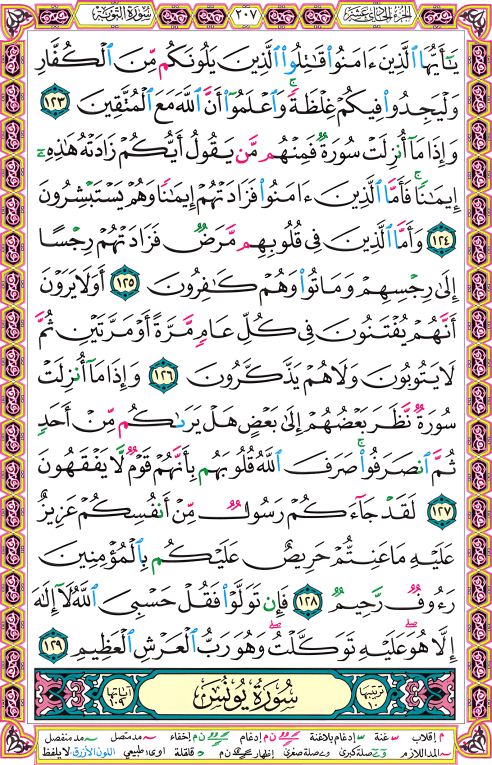 الجزء الحادي عشر ٢٠٧ سورة التوبة
يَـٰٓأَيُّهَا ٱلَّذِينَ ءَامَنُوا۟ قَـٰتِلُوا۟ ٱلَّذِينَ يَلُونَكُم مِّنَ ٱلْكُفَّارِ
وَلْيَجِدُوا۟ فِيكُمْ غِلْظَةً ۚ وَٱعْلَمُوٓا۟ أَنَّ ٱللَّهَ مَعَ ٱلْمُتَّقِينَ ١٢٣
وَإِذَا مَآ أُنزِلَتْ سُورَةٌ فَمِنْهُم مَّن يَقُولُ أَيُّكُمْ زَادَتْهُ هَـٰذِهِۦٓ
إِيمَـٰنًا ۚ فَأَمَّا ٱلَّذِينَ ءَامَنُوا۟ فَزَادَتْهُمْ إِيمَـٰنًا وَهُمْ يَسْتَبْشِرُونَ
١٢٤ وَأَمَّا ٱلَّذِينَ فِى قُلُوبِهِم مَّرَضٌ فَزَادَتْهُمْ رِجْسًا
إِلَىٰ رِجْسِهِمْ وَمَاتُوا۟ وَهُمْ كَـٰفِرُونَ ١٢٥ أَوَلَا يَرَوْنَ
أَنَّهُمْ يُفْتَنُونَ فِى كُلِّ عَامٍ مَّرَّةً أَوْ مَرَّتَيْنِ ثُمَّ
لَا يَتُوبُونَ وَلَا هُمْ يَذَّكَّرُونَ ١٢٦ وَإِذَا مَآ أُنزِلَتْ
سُورَةٌ نَّظَرَ بَعْضُهُمْ إِلَىٰ بَعْضٍ هَلْ يَرَىٰكُم مِّنْ أَحَدٍ
ثُمَّ ٱنصَرَفُوا۟ ۚ صَرَفَ ٱللَّهُ قُلُوبَهُم بِأَنَّهُمْ قَوْمٌ لَّا يَفْقَهُونَ
١٢٧ لَقَدْ جَآءَكُمْ رَسُولٌ مِّنْ أَنفُسِكُمْ عَزِيزٌ
عَلَيْهِ مَا عَنِتُّمْ حَرِيصٌ عَلَيْكُم بِٱلْمُؤْمِنِينَ
رَءُوفٌ رَّحِيمٌ ١٢٨ فَإِن تَوَلَّوْا۟ فَقُلْ حَسْبِىَ ٱللَّهُ لَآ إِلَـٰهَ
إِلَّا هُوَ ۖ عَلَيْهِ تَوَكَّلْتُ ۖ وَهُوَ رَبُّ ٱلْعَرْشِ ٱلْعَظِيمِ ١٢٩
ترتيبها ١٠ سُورَةُ يُونُسَ آياتها ١٠٩
م إقلاب س غنة س إدغام بلاغنة ن م إدغام ن م إخفاء مد متصل مد منفصل
المد اللازم صلة كبرى صلة صغرى إظهار ن م قلقلة اوى طبيعي اللون الأزرق لا يلفظ